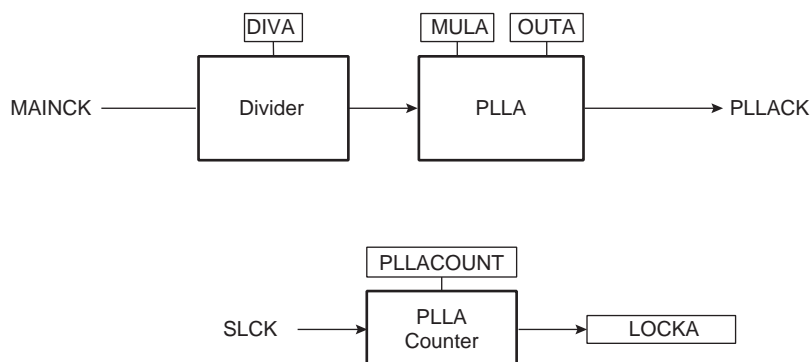 DIVA
MULA
OUTA
MAINCK
Divider
PLLA
PLLACK
PLLACOUNT
SLCK
PLLA
Counter
LOCKA